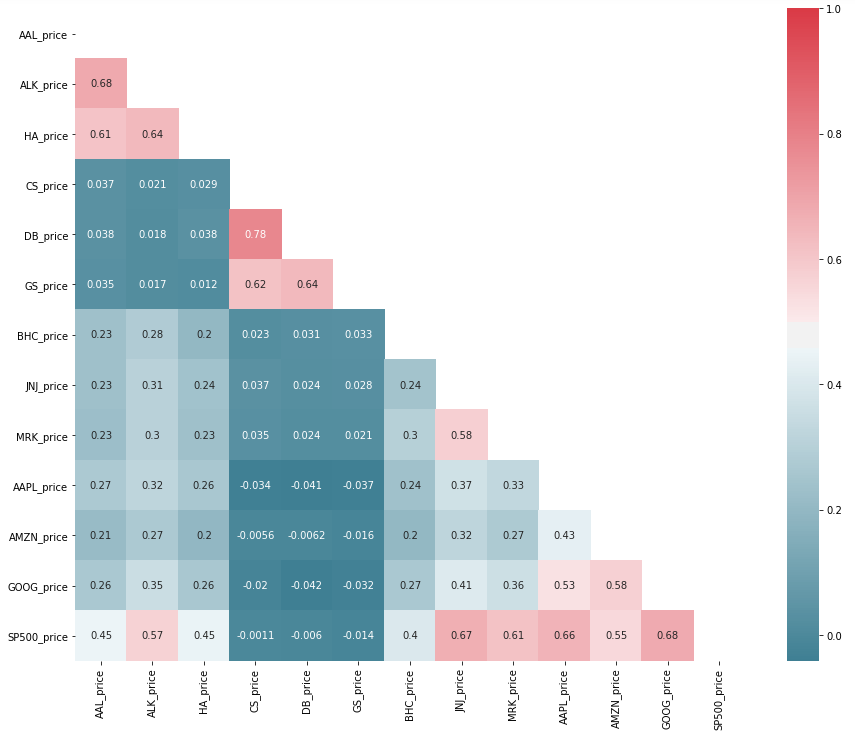 AAL_price
ALK_price 0.68
HA_price 0.61 0.64
CS_price 0.037 0.021 0.029
DB_price 0.038 0.018 0.038 0.78
GS_price 0.035 0.017 0.012 0.62 0.64
BHC_price 0.23 0.28 0.2 0.023 0.031 0.033
JNJ_price 0.23 0.31 0.24 0.037 0.024 0.028 0.24
MRK_price 0.23 0.3 0.23 0.035 0.024 0.021 0.3 0.58
AAPL_price 0.27 0.32 0.26 -0.034 -0.041 -0.037 0.24 0.37 0.33
AMZN_price 0.21 0.27 0.2 -0.0056 -0.0062 -0.016 0.2 0.32 0.27 0.43
GOOG_price 0.26 0.35 0.26 -0.02 -0.042 -0.032 0.27 0.41 0.36 0.53 0.58
SP500_price 0.45 0.57 0.45 -0.0011 -0.006 -0.014 0.4 0.67 0.61 0.66 0.55 0.68
AAL_price ALK_price HA_price CS_price DB_price GS_price BHC_price JNJ_price MRK_price AAPL_price AMZN_price GOOG_price SP500_price
1.0
0.8
0.6
0.4
0.2
0.0